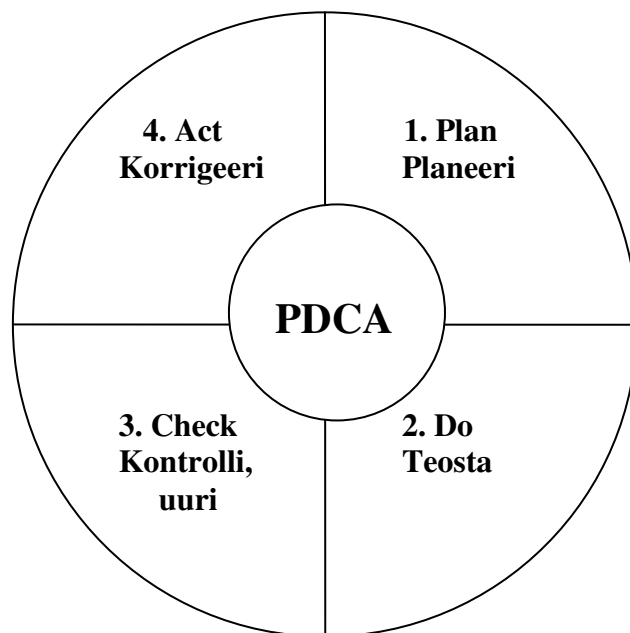 4. Act
Korrigeeri
1. Plan
Planeeri
PDCA
3. Check
Kontrolli,
uuri
2. Do
Teosta